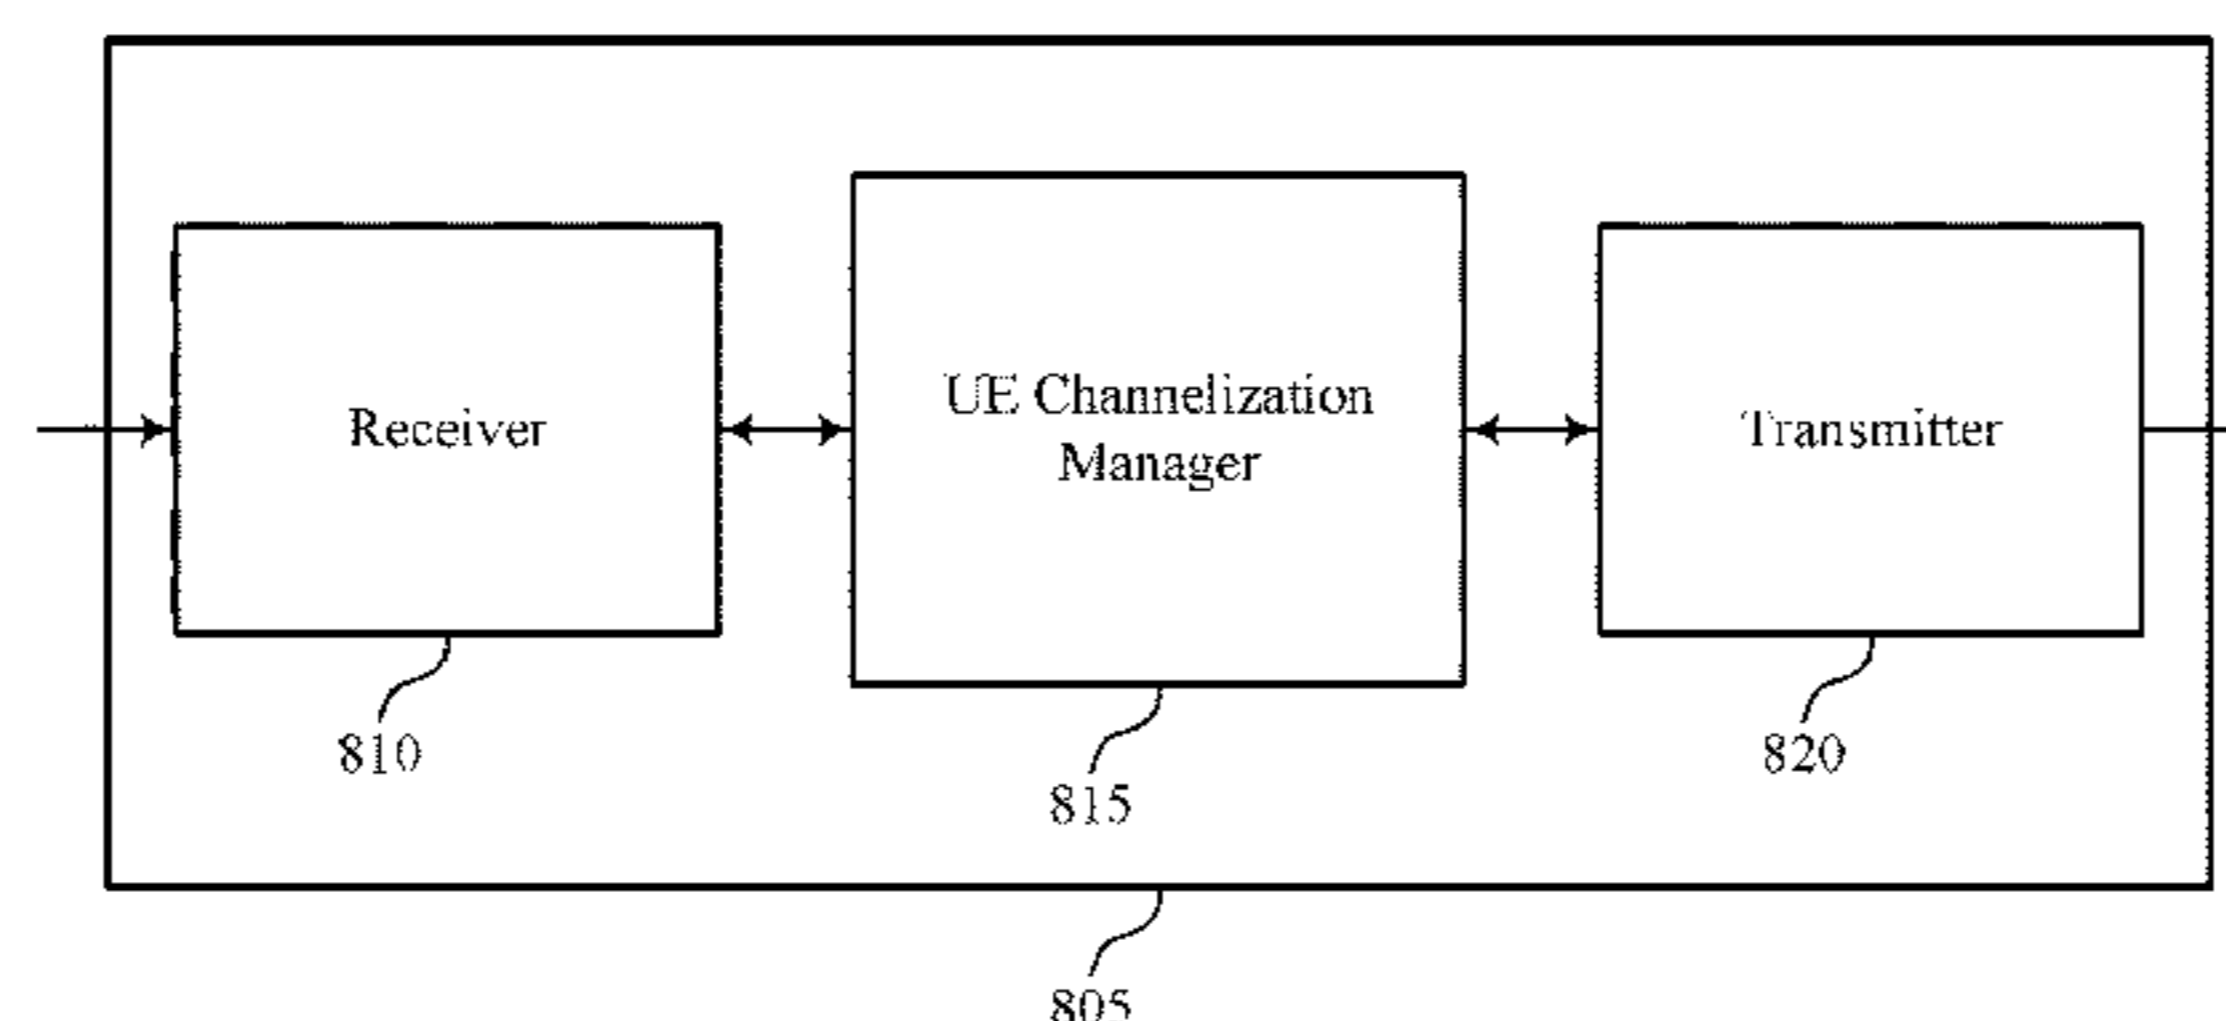 Receiver
UE Channelization
Manager
Transmitter
810
815
820
805